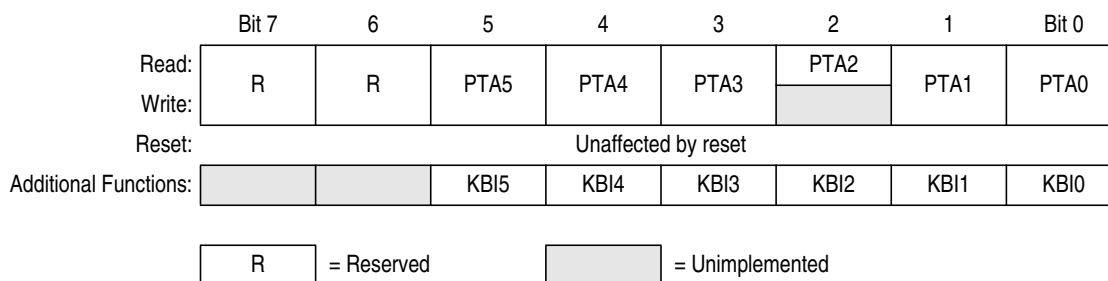 Bit 7 6 5 4 3 2 1 Bit 0
Read: R R PTA5 PTA4 PTA3 PTA2 PTA1 PTA0
Write:
Reset: Unaffected by reset
Additional Functions: KBI5 KBI4 KBI3 KBI2 KBI1 KBI0
R = Reserved = Unimplemented